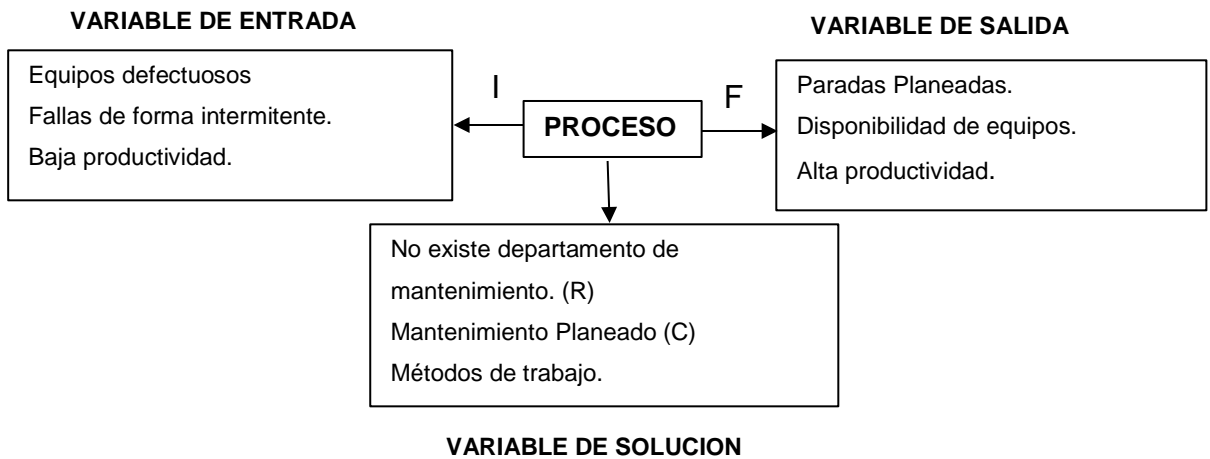 VARIABLE DE ENTRADA
Equipos defectuosos
Fallas de forma intermitente.
Baja productividad.
I
PROCESO
F
VARIABLE DE SALIDA
Paradas Planeadas.
Disponibilidad de equipos.
Alta productividad.
No existe departamento de
mantenimiento. (R)
Mantenimiento Planeado (C)
Métodos de trabajo.
VARIABLE DE SOLUCION